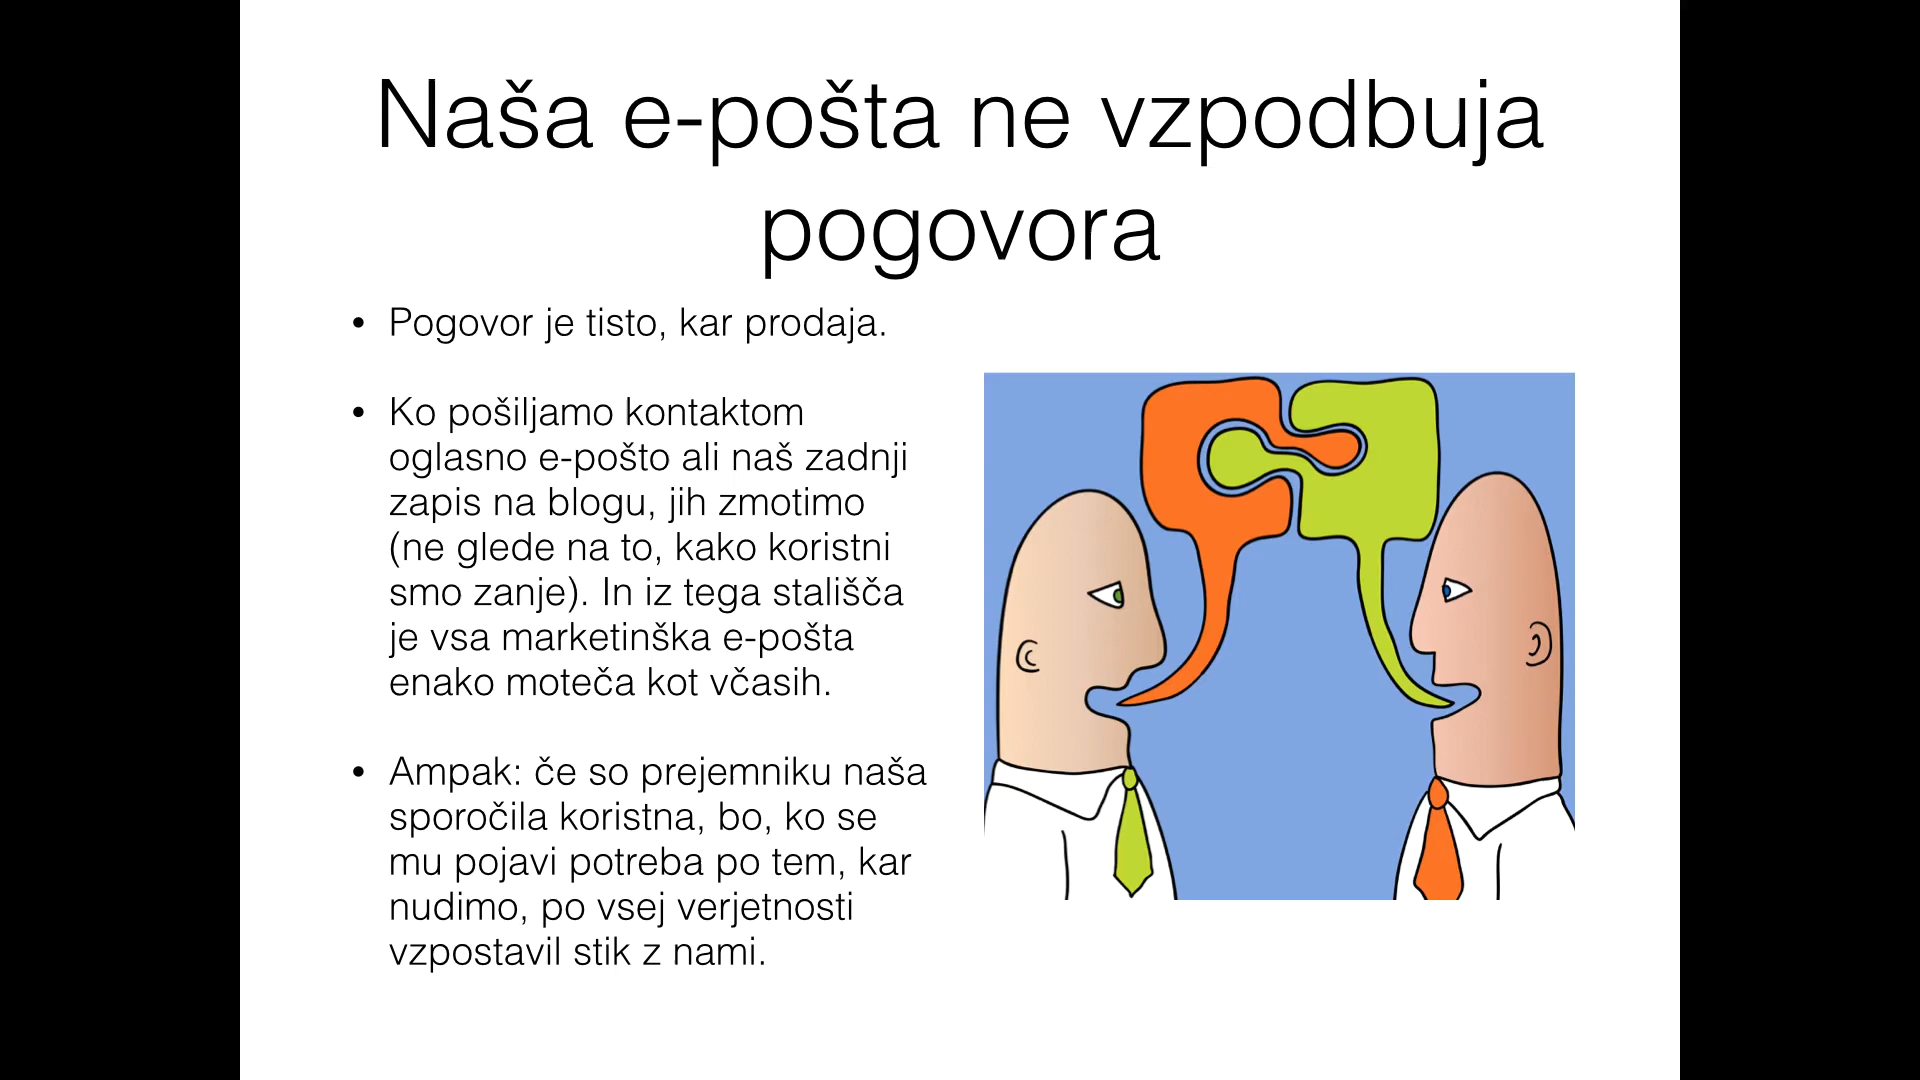 Naša e-pošta ne vzpodbuja
pogovora
• Pogovor je tisto, kar prodaja.
• Ko pošiljamo kontaktom
oglasno e-pošto ali naš zadnji
zapis na blogu, jih zmotimo
(ne glede na to, kako koristni
smo zanje). In iz tega stališča
je vsa marketinška e-pošta
enako moteča kot včasih.
• Ampak: če so prejemniku naša
sporočila koristna, bo, ko se
mu pojavi potreba po tem, kar
nudimo, po vsej verjetnosti
vzpostavil stik z nami.